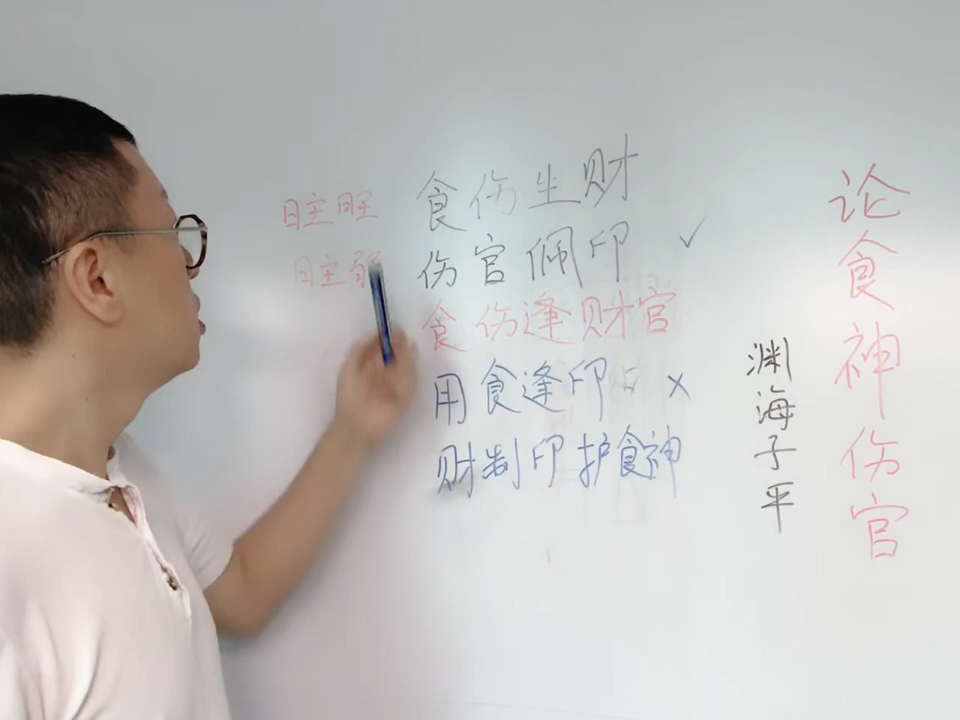 论食神伤官
渊海子平
日主旺
食伤生财
日主弱
伤官佩印 ✓
食伤逢财官
用食逢印 ×
财制印护食神